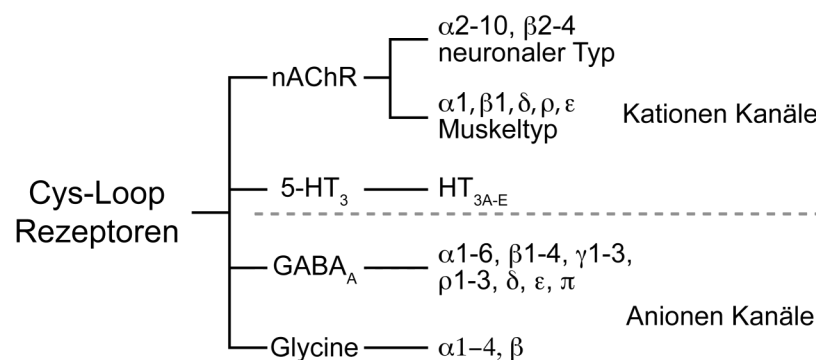 α2-10, β2-4
neuronaler Typ
nAChR
α1, β1, δ, ρ, ε
Muskeltyp
Kationen Kanäle
Cys-Loop
Rezeptoren
5-HT₃
HT₃A-E
GABA_A
α1-6, β1-4, γ1-3,
ρ1-3, δ, ε, π
Anionen Kanäle
Glycine
α1−4, β